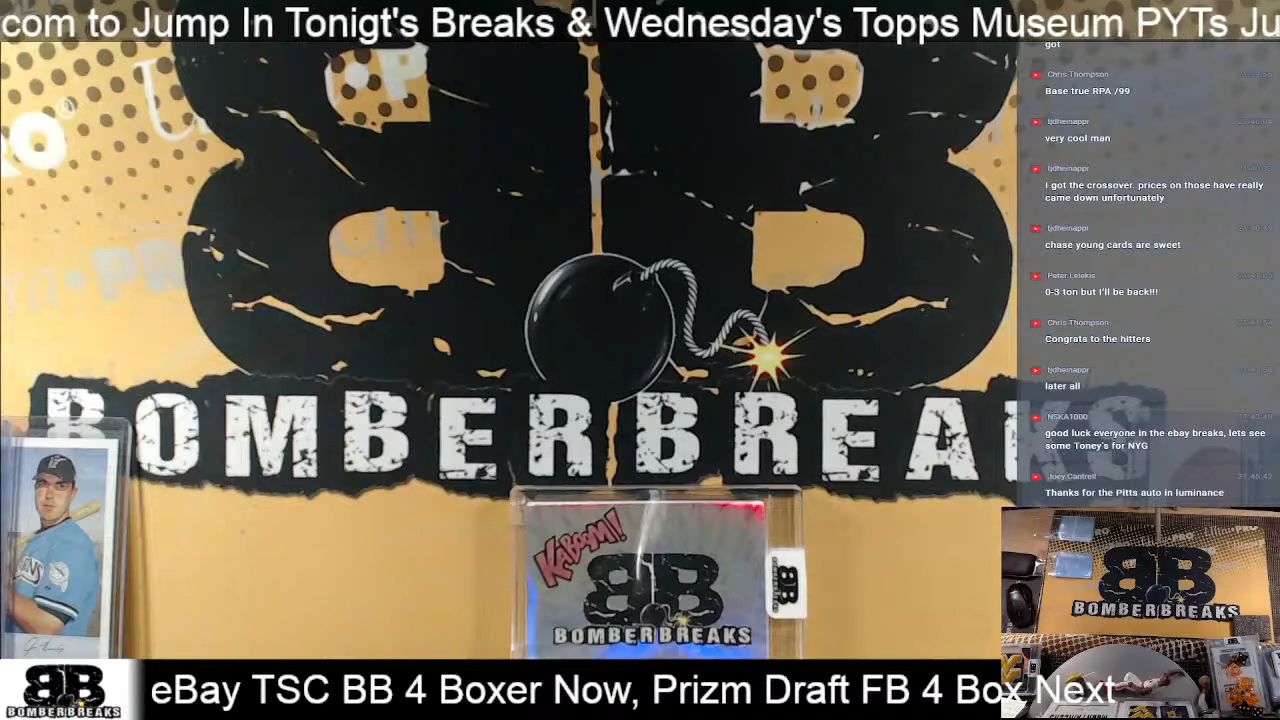 com to Jump In Tonigt's Breaks & Wednesday's Topps Museum PYTs Ju
got
Chris Thompson
Base true RPA /99
tjdheinappr
very cool man
tjdheinappr
I got the crossover. prices on those have really
came down unfortunately
tjdheinappr
chase young cards are sweet
Peter Lelekis
0-3 ton but I'll be back!!!
Chris Thompson
Congrats to the hitters
tjdheinappr
later all
NSKA1000
good luck everyone in the ebay breaks, lets see
some Toney's for NYG
Joey Cantrell
Thanks for the Pitts auto in luminance
BB
BOMBERBREAKS
KABOOM!!
BB
BOMBERBREAKS
BB
BB
BOMBERBREAKS
BB
BOMBERBREAKS
eBay TSC BB 4 Boxer Now, Prizm Draft FB 4 Box Next